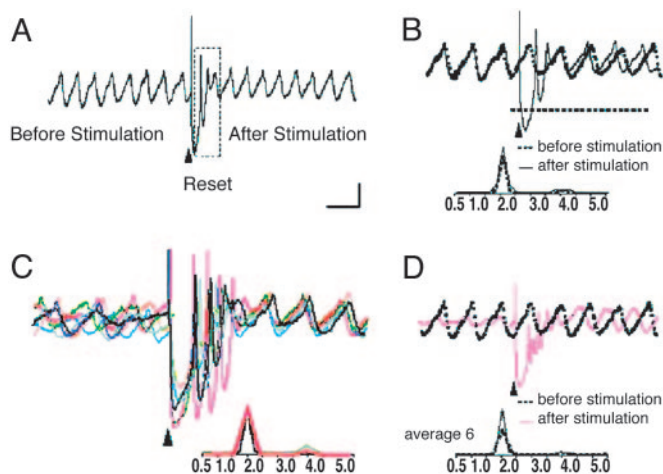 A
Before Stimulation
After Stimulation
Reset
B
before stimulation
after stimulation
0.5 1.0 2.0 3.0 4.0 5.0
C
0.5 1.0 2.0 3.0 4.0 5.0
D
before stimulation
after stimulation
average 6
0.5 1.0 2.0 3.0 4.0 5.0